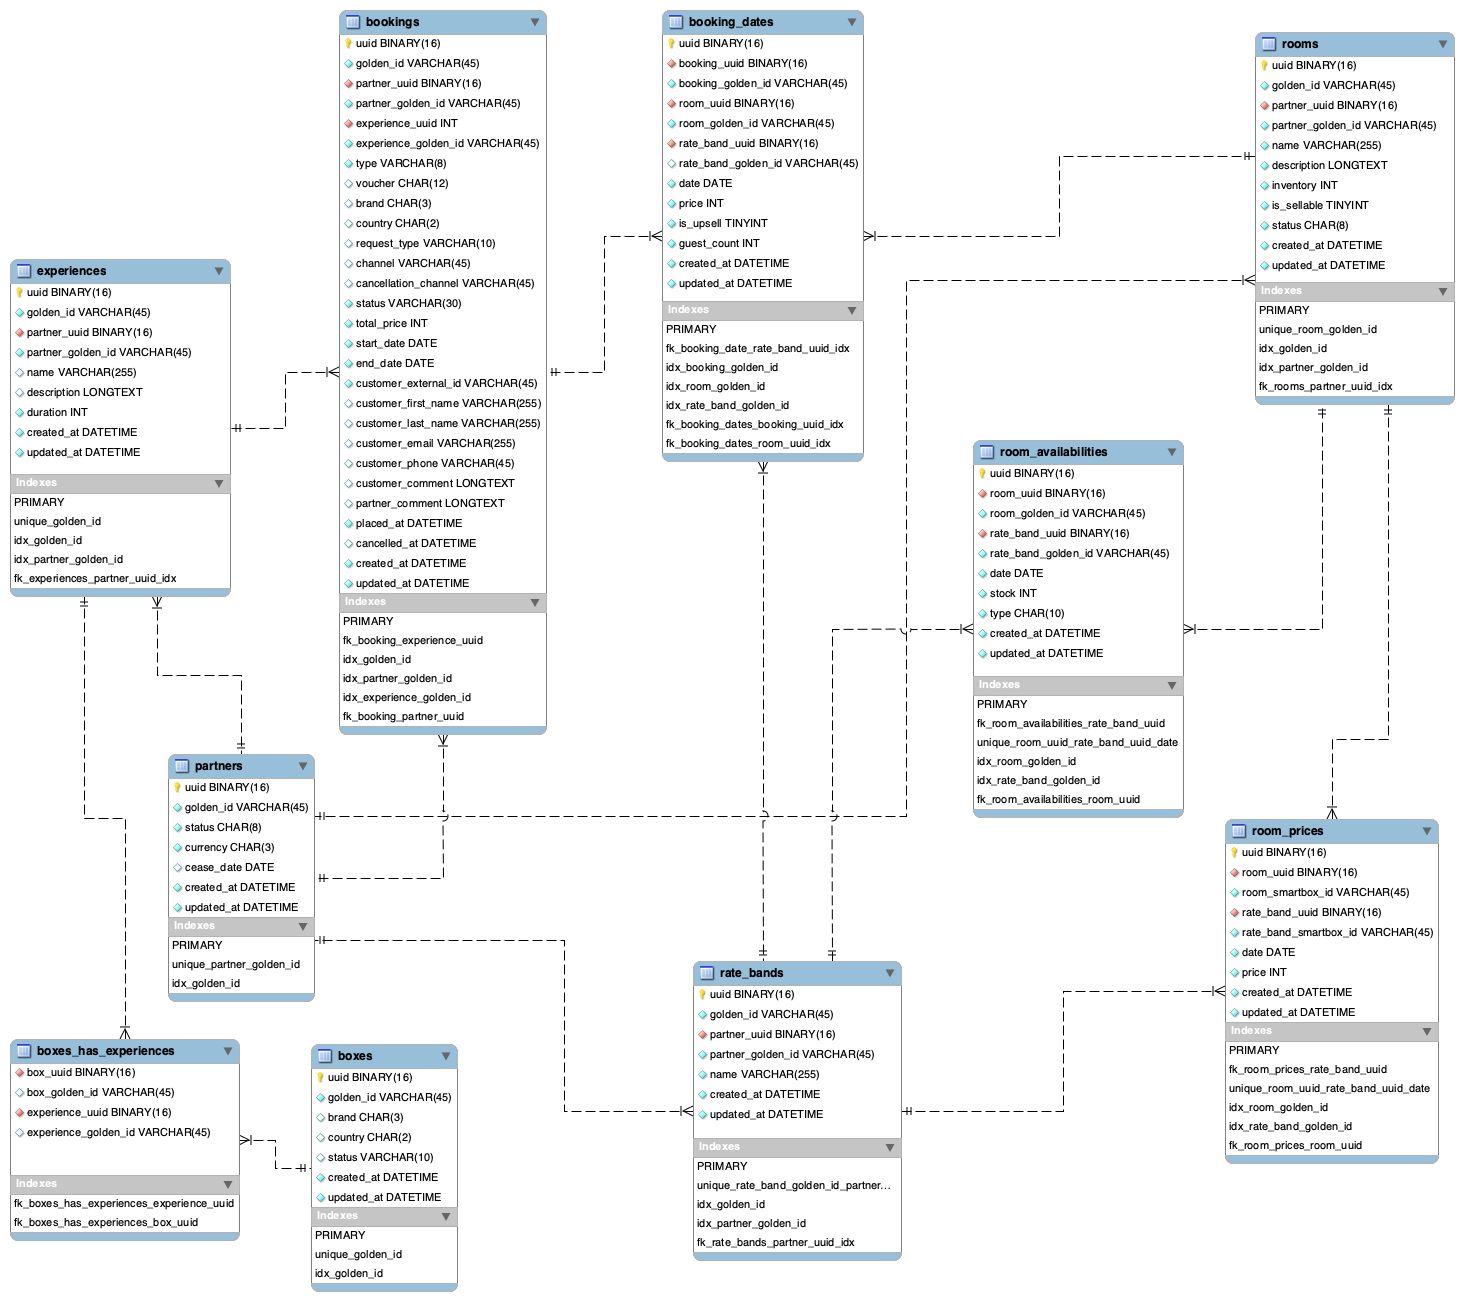 bookings
uuid BINARY(16)
golden_id VARCHAR(45)
partner_uuid BINARY(16)
partner_golden_id VARCHAR(45)
experience_uuid INT
experience_golden_id VARCHAR(45)
type VARCHAR(8)
voucher CHAR(12)
brand CHAR(3)
country CHAR(2)
request_type VARCHAR(10)
channel VARCHAR(45)
cancellation_channel VARCHAR(45)
status VARCHAR(30)
total_price INT
start_date DATE
end_date DATE
customer_external_id VARCHAR(45)
customer_first_name VARCHAR(255)
customer_last_name VARCHAR(255)
customer_email VARCHAR(255)
customer_phone VARCHAR(45)
customer_comment LONGTEXT
partner_comment LONGTEXT
placed_at DATETIME
cancelled_at DATETIME
created_at DATETIME
updated_at DATETIME
Indexes
PRIMARY
fk_booking_experience_uuid
idx_golden_id
idx_partner_golden_id
idx_experience_golden_id
fk_booking_partner_uuid
booking_dates
uuid BINARY(16)
booking_uuid BINARY(16)
booking_golden_id VARCHAR(45)
room_uuid BINARY(16)
room_golden_id VARCHAR(45)
rate_band_uuid BINARY(16)
rate_band_golden_id VARCHAR(45)
date DATE
price INT
is_upsell TINYINT
guest_count INT
created_at DATETIME
updated_at DATETIME
Indexes
PRIMARY
fk_booking_date_rate_band_uuid_idx
idx_booking_golden_id
idx_room_golden_id
idx_rate_band_golden_id
fk_booking_dates_booking_uuid_idx
fk_booking_dates_room_uuid_idx
rooms
uuid BINARY(16)
golden_id VARCHAR(45)
partner_uuid BINARY(16)
partner_golden_id VARCHAR(45)
name VARCHAR(255)
description LONGTEXT
inventory INT
is_sellable TINYINT
status CHAR(8)
created_at DATETIME
updated_at DATETIME
Indexes
PRIMARY
unique_room_golden_id
idx_golden_id
idx_partner_golden_id
fk_rooms_partner_uuid_idx
experiences
uuid BINARY(16)
golden_id VARCHAR(45)
partner_uuid BINARY(16)
partner_golden_id VARCHAR(45)
name VARCHAR(255)
description LONGTEXT
duration INT
created_at DATETIME
updated_at DATETIME
Indexes
PRIMARY
unique_golden_id
idx_golden_id
idx_partner_golden_id
fk_experiences_partner_uuid_idx
room_availabilities
uuid BINARY(16)
room_uuid BINARY(16)
room_golden_id VARCHAR(45)
rate_band_uuid BINARY(16)
rate_band_golden_id VARCHAR(45)
date DATE
stock INT
type CHAR(10)
created_at DATETIME
updated_at DATETIME
Indexes
PRIMARY
fk_room_availabilities_rate_band_uuid
unique_room_uuid_rate_band_uuid_date
idx_room_golden_id
idx_rate_band_golden_id
fk_room_availabilities_room_uuid
partners
uuid BINARY(16)
golden_id VARCHAR(45)
status CHAR(8)
currency CHAR(3)
cease_date DATE
created_at DATETIME
updated_at DATETIME
Indexes
PRIMARY
unique_partner_golden_id
idx_golden_id
room_prices
uuid BINARY(16)
room_uuid BINARY(16)
room_smartbox_id VARCHAR(45)
rate_band_uuid BINARY(16)
rate_band_smartbox_id VARCHAR(45)
date DATE
price INT
created_at DATETIME
updated_at DATETIME
Indexes
PRIMARY
fk_room_prices_rate_band_uuid
unique_room_uuid_rate_band_uuid_date
idx_room_golden_id
idx_rate_band_golden_id
fk_room_prices_room_uuid
rate_bands
uuid BINARY(16)
golden_id VARCHAR(45)
partner_uuid BINARY(16)
partner_golden_id VARCHAR(45)
name VARCHAR(255)
created_at DATETIME
updated_at DATETIME
Indexes
PRIMARY
unique_rate_band_golden_id_partner...
idx_golden_id
idx_partner_golden_id
fk_rate_bands_partner_uuid_idx
boxes_has_experiences
box_uuid BINARY(16)
box_golden_id VARCHAR(45)
experience_uuid BINARY(16)
experience_golden_id VARCHAR(45)
Indexes
fk_boxes_has_experiences_experience_uuid
fk_boxes_has_experiences_box_uuid
boxes
uuid BINARY(16)
golden_id VARCHAR(45)
brand CHAR(3)
country CHAR(2)
status VARCHAR(10)
created_at DATETIME
updated_at DATETIME
Indexes
PRIMARY
unique_golden_id
idx_golden_id